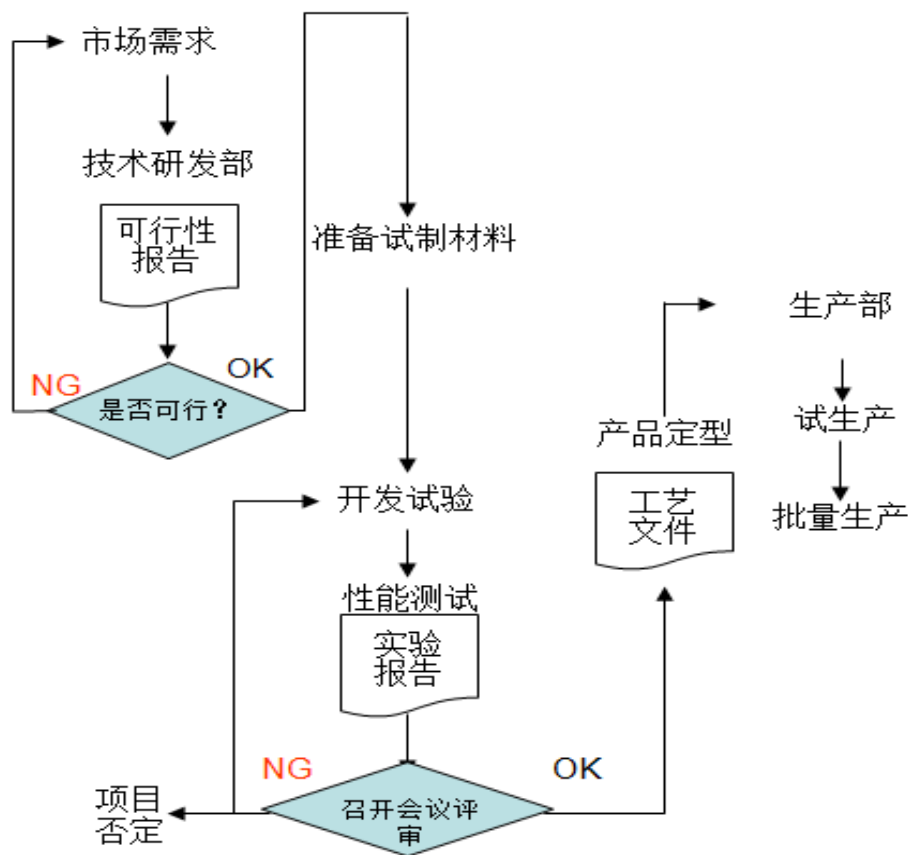 市场需求
技术研发部
可行性
报告
NG
OK
是否可行？
准备试制材料
开发试验
性能测试
实验
报告
NG
OK
召开会议评
审
项目
否定
产品定型
工艺
文件
生产部
试生产
批量生产